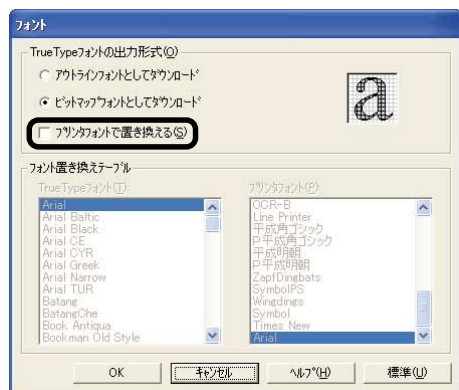 フォント
TrueTypeフォントの出力形式(O)
アウトラインフォントとしてダウンロード
ビットマップフォントとしてダウンロード
プリンタフォントで置き換える(S)
フォント置き換えテーブル
TrueTypeフォント(T):
Arial
Arial Baltic
Arial Black
Arial CE
Arial CYR
Arial Greek
Arial Narrow
Arial TUR
Batang
BatangChe
Book Antiqua
Bookman Old Style
プリンタフォント(P):
OCR-B
Line Printer
平成角ゴシック
P平成角ゴシック
平成明朝
P平成明朝
ZapfDingbats
SymbolPS
Wingdings
Symbol
Times New
Arial
OK
キャンセル
ヘルプ(H)
標準(U)
a